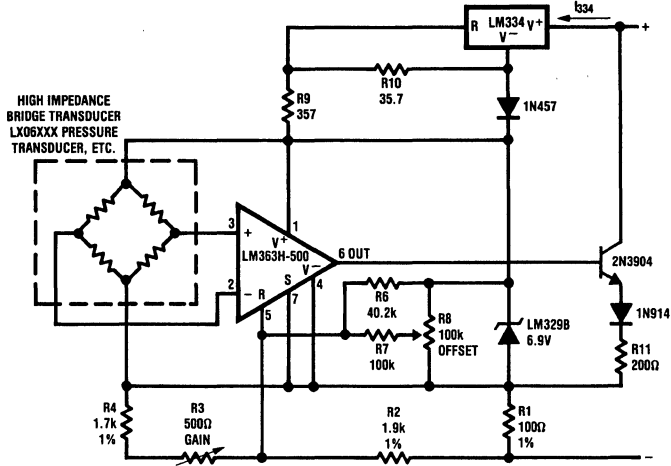 I334
R
LM334
V+
V−
+
R10
35.7
R9
357
1N457
HIGH IMPEDANCE
BRIDGE TRANSDUCER
LX06XXX PRESSURE
TRANSDUCER, ETC.
3
+
1
V+
LM363H-500
6 OUT
V−
2
−
R
S
5
7
4
2N3904
R6
40.2k
R7
100k
R8
100k
OFFSET
LM329B
6.9V
1N914
R11
200Ω
R4
1.7k
1%
R3
500Ω
GAIN
R2
1.9k
1%
R1
100Ω
1%
−